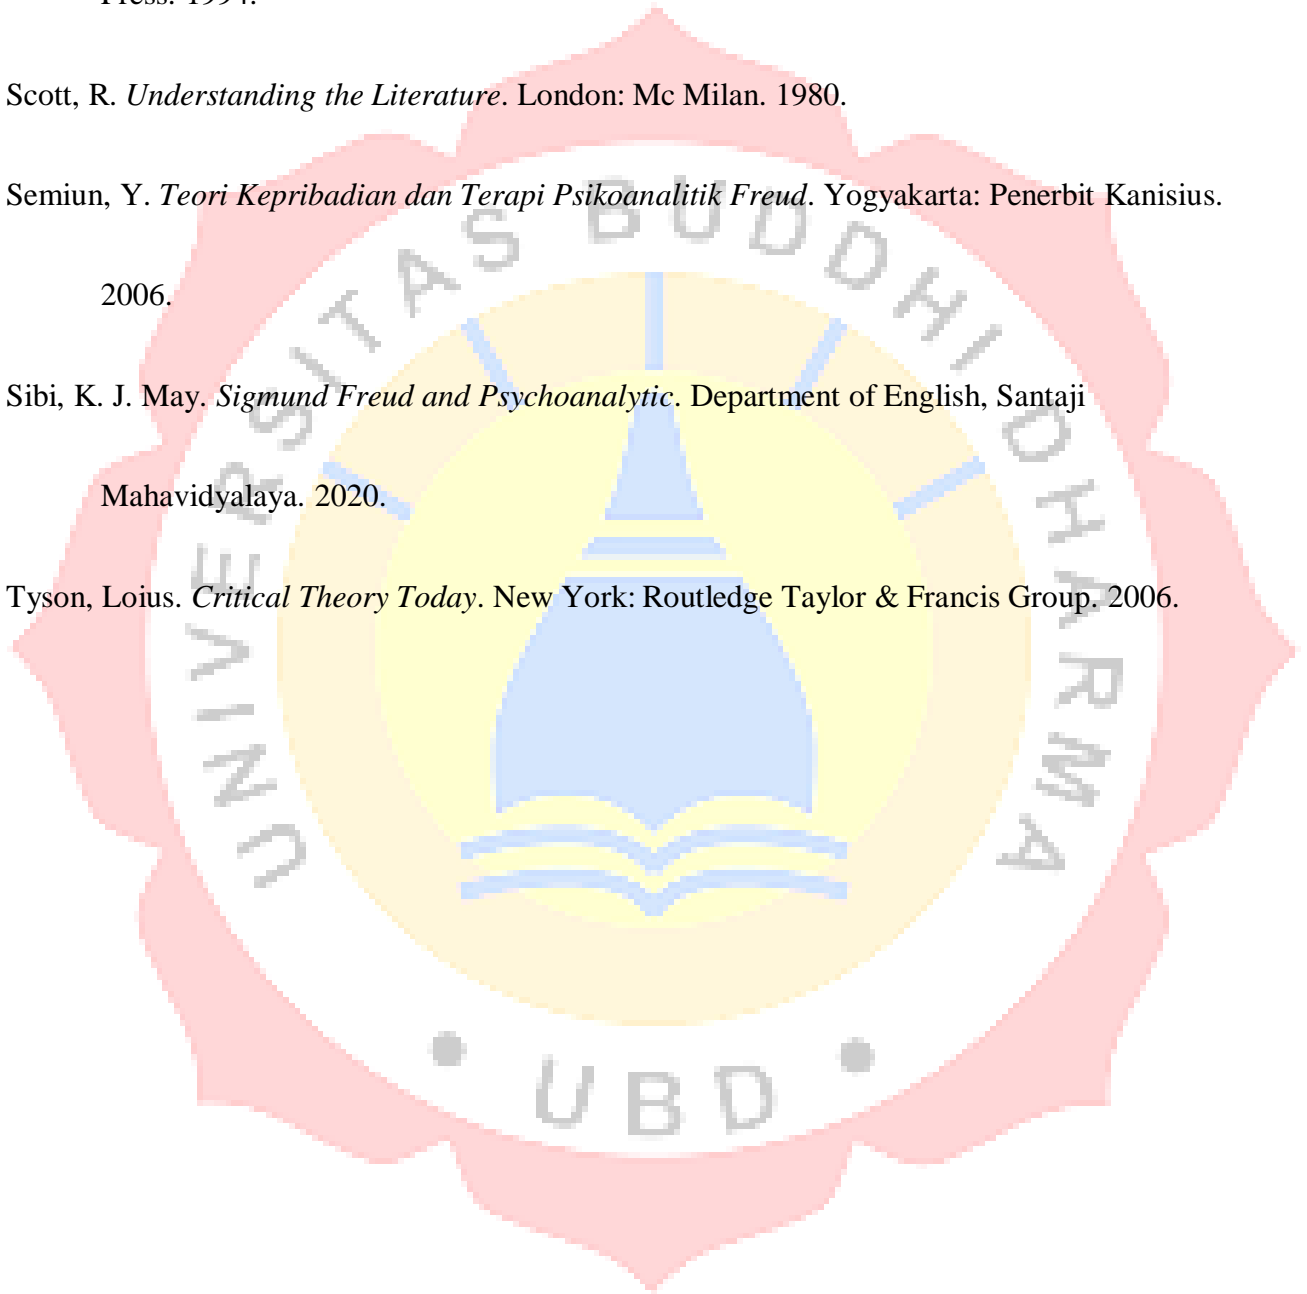 Press. 1994.
Scott, R. Understanding the Literature. London: Mc Milan. 1980.
Semiun, Y. Teori Kepribadian dan Terapi Psikoanalitik Freud. Yogyakarta: Penerbit Kanisius.
2006.
Sibi, K. J. May. Sigmund Freud and Psychoanalytic. Department of English, Santaji
Mahavidyalaya. 2020.
Tyson, Loius. Critical Theory Today. New York: Routledge Taylor & Francis Group. 2006.
UNIVERSITAS BUDDHI DHARMA
• UBD •